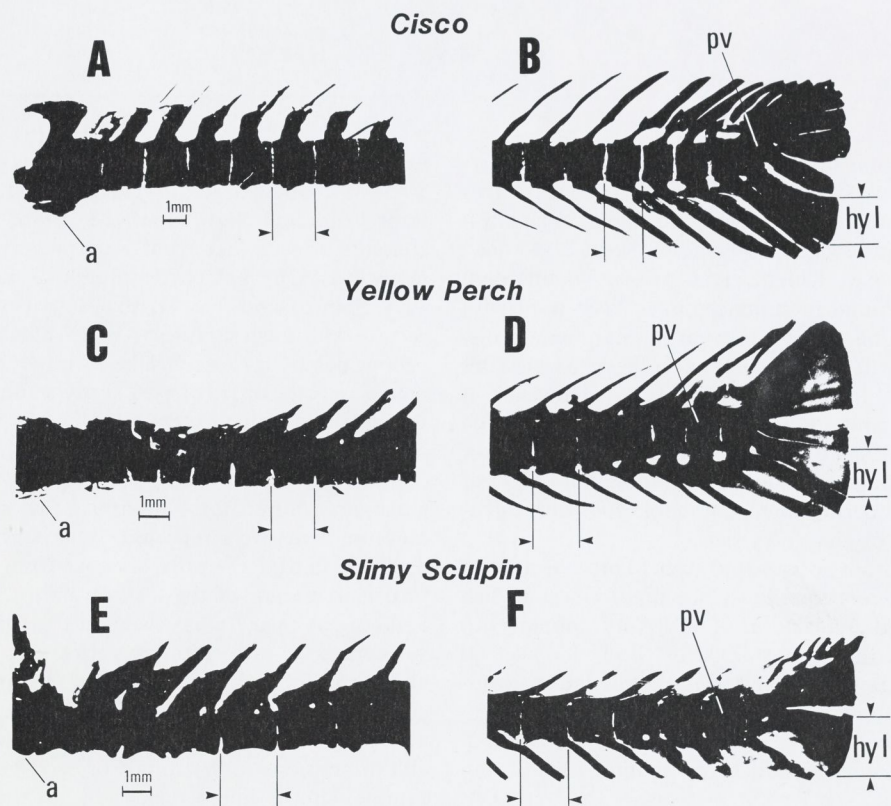 Cisco
A
B
pv
1mm
a
hy l
Yellow Perch
C
D
pv
1mm
a
hy l
Slimy Sculpin
E
F
pv
1mm
a
hy l